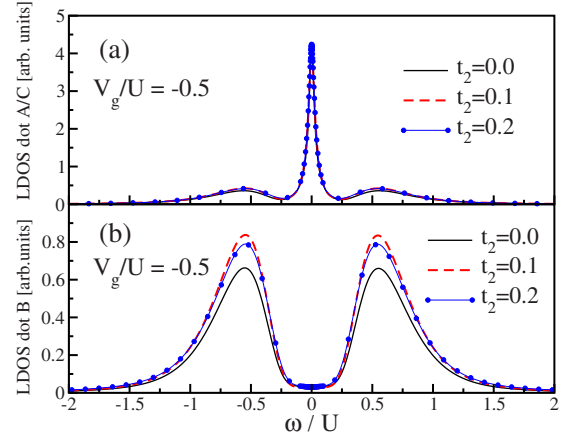 5
4
3
2
1
0
LDOS dot A/C [arb. units]
(a)
V_g/U = -0.5
t_2=0.0
t_2=0.1
t_2=0.2
0.8
0.6
0.4
0.2
0
LDOS dot B [arb.units]
(b)
V_g/U = -0.5
t_2=0.0
t_2=0.1
t_2=0.2
-2 -1.5 -1 -0.5 0 0.5 1 1.5 2
ω / U